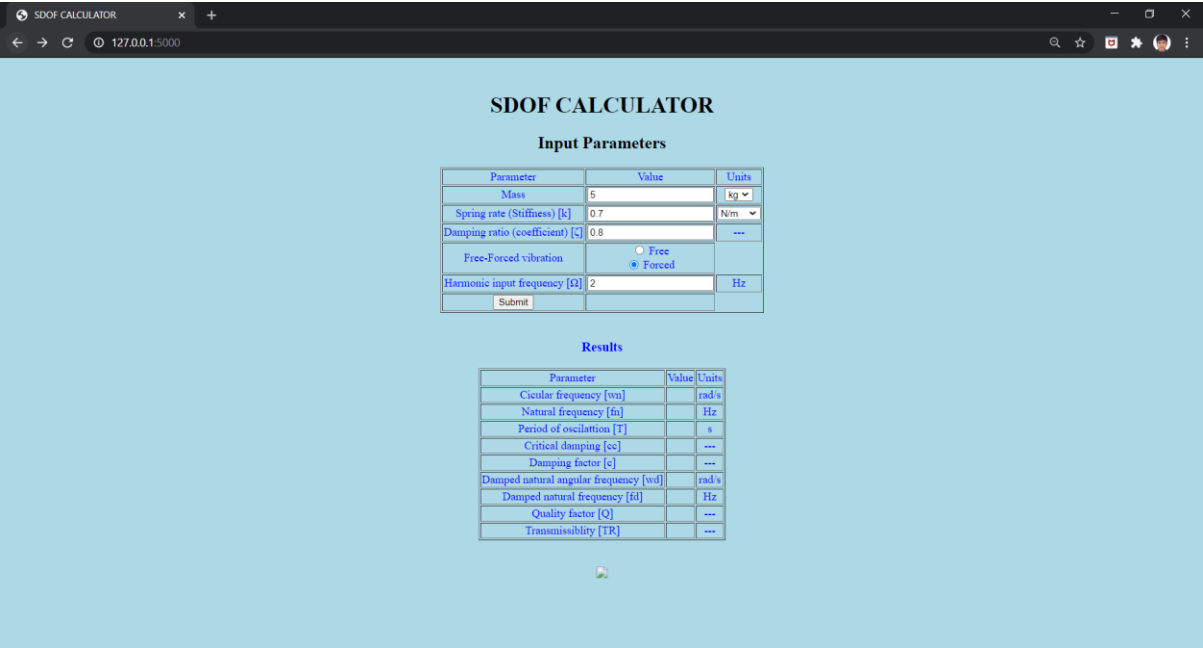 SDOF CALCULATOR
127.0.0.1:5000
SDOF CALCULATOR
Input Parameters
Parameter Value Units
Mass 5 kg
Spring rate (Stiffness) [k] 0.7 N/m
Damping ratio (coefficient) [ζ] 0.8 ---
Free-Forced vibration
Free
Forced
Harmonic input frequency [Ω] 2 Hz
Submit
Results
Parameter Value Units
Cicular frequency [wn] rad/s
Natural frequency [fn] Hz
Period of oscilattion [T] s
Critical damping [cc] ---
Damping factor [c] ---
Damped natural angular frequency [wd] rad/s
Damped natural frequency [fd] Hz
Quality factor [Q] ---
Transmissiblity [TR] ---